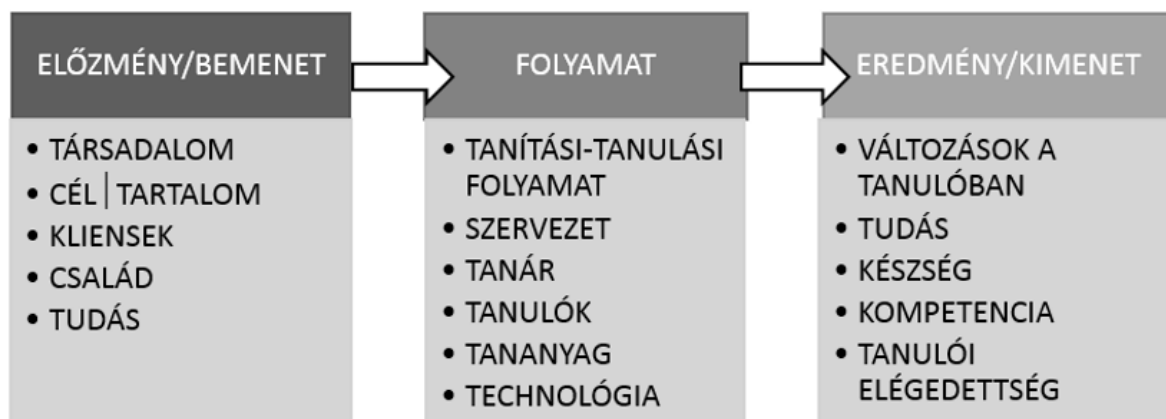 ELŐZMÉNY/BEMENET
• TÁRSADALOM
• CÉL | TARTALOM
• KLIENSEK
• CSALÁD
• TUDÁS
FOLYAMAT
• TANÍTÁSI-TANULÁSI
FOLYAMAT
• SZERVEZET
• TANÁR
• TANULÓK
• TANANYAG
• TECHNOLÓGIA
EREDMÉNY/KIMENET
• VÁLTOZÁSOK A
TANULÓBAN
• TUDÁS
• KÉSZSÉG
• KOMPETENCIA
• TANULÓI
ELÉGEDETTSÉG